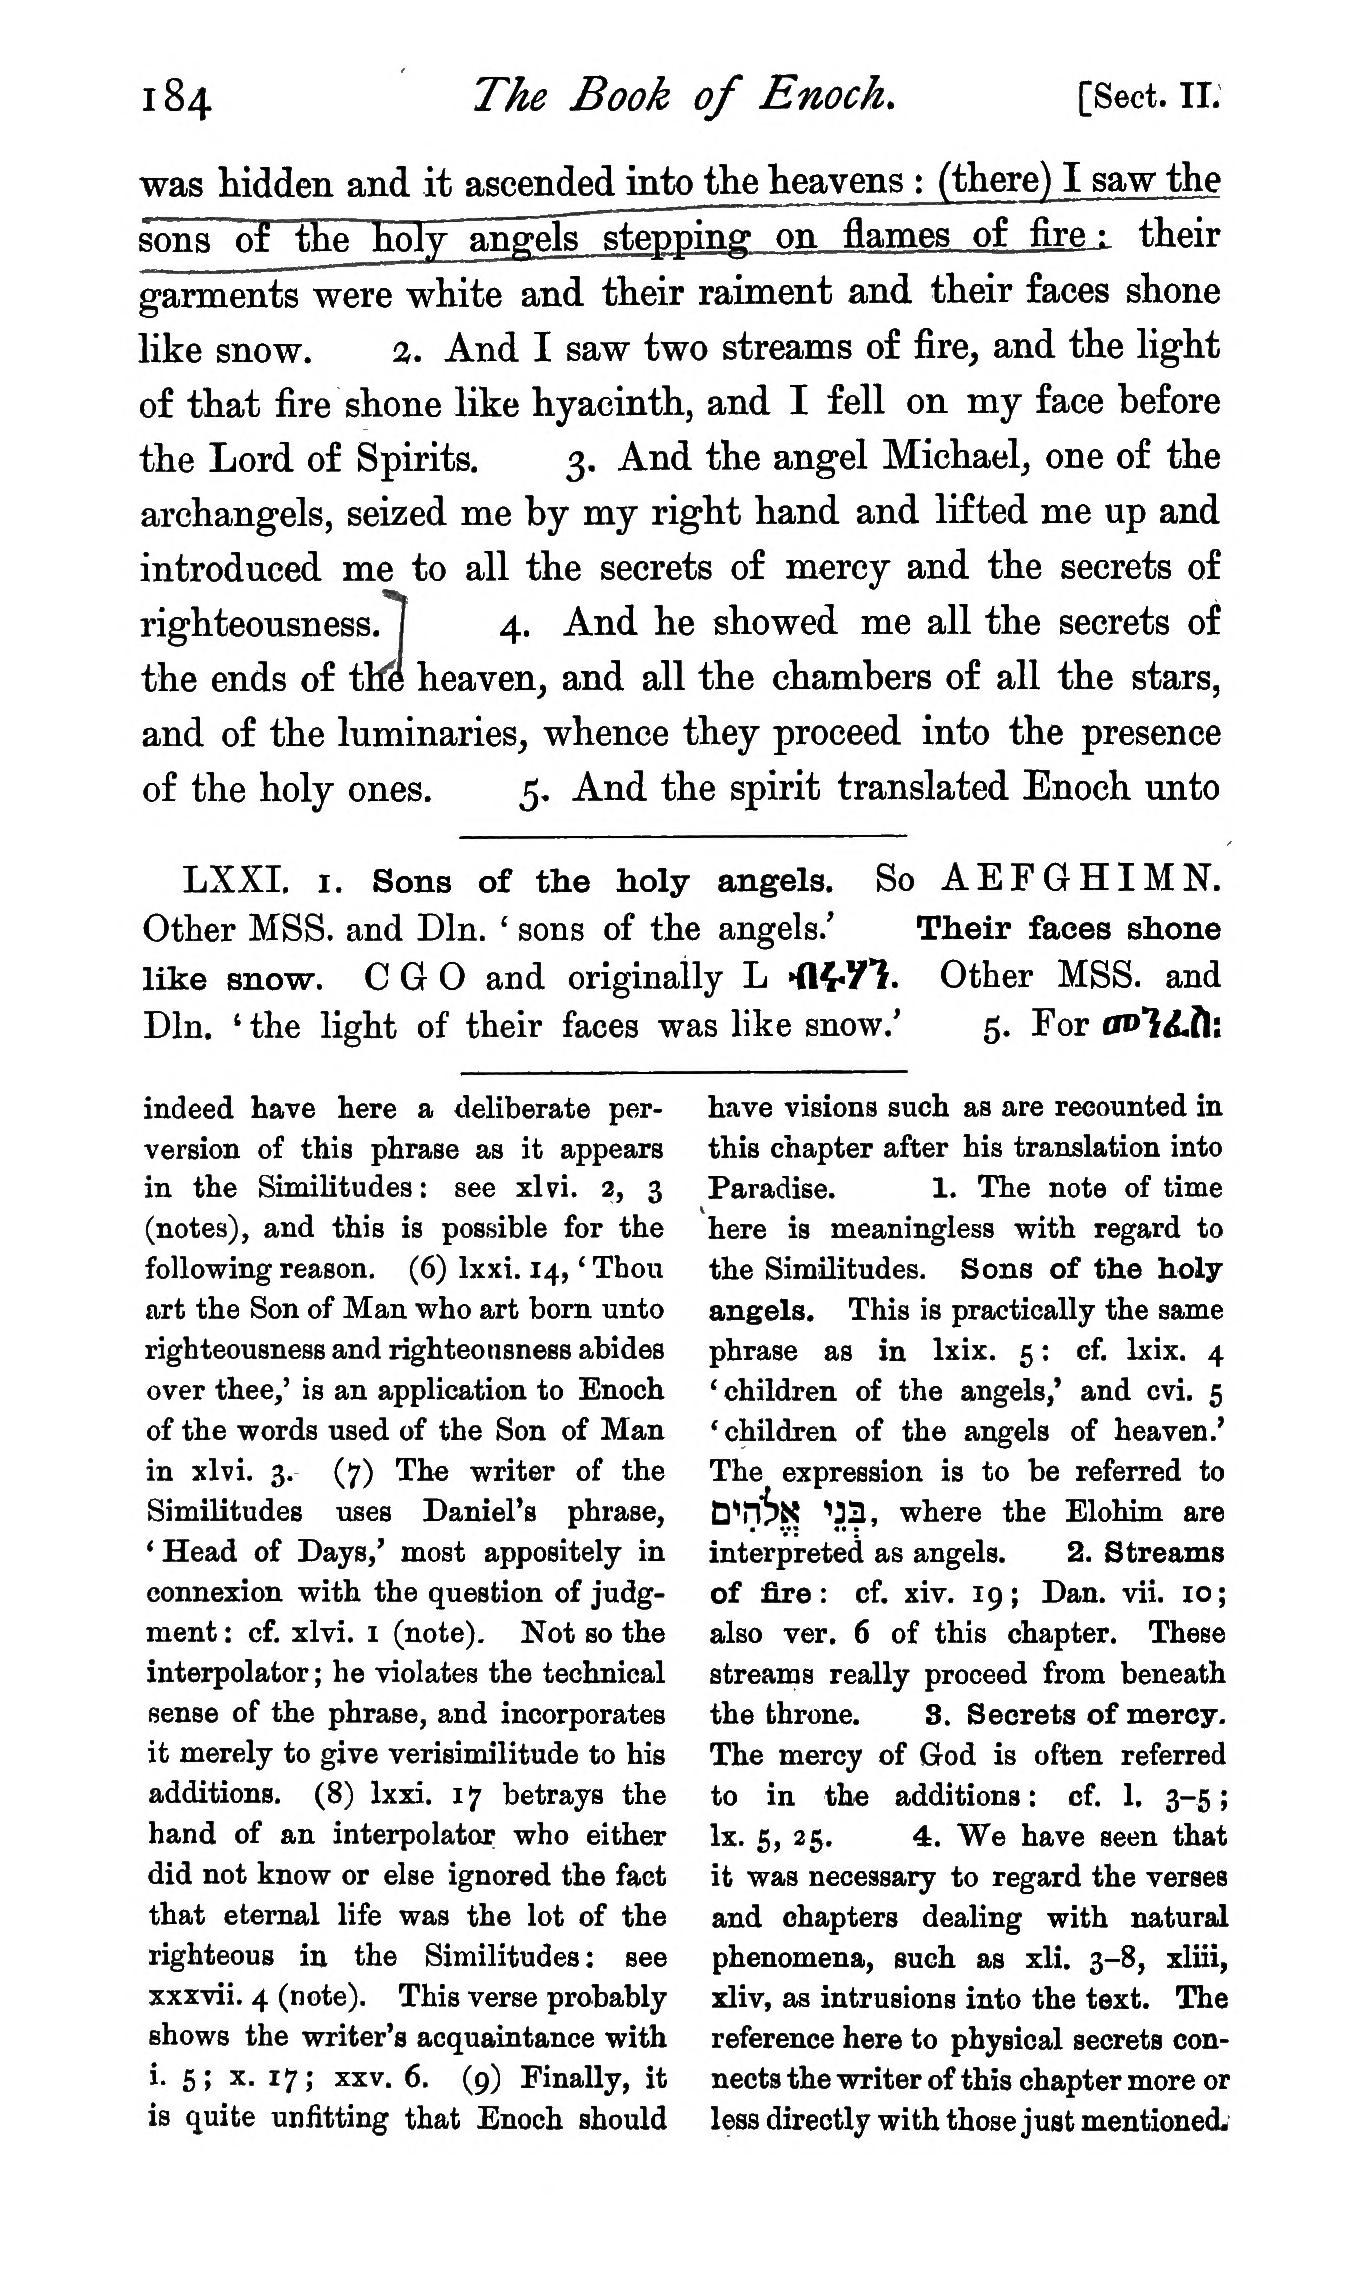 184 The Book of Enoch. [Sect. II.
was hidden and it ascended into the heavens : (there) I saw the
sons of the holy angels stepping on flames of fire : their
garments were white and their raiment and their faces shone
like snow. 2. And I saw two streams of fire, and the light
of that fire shone like hyacinth, and I fell on my face before
the Lord of Spirits. 3. And the angel Michael, one of the
archangels, seized me by my right hand and lifted me up and
introduced me to all the secrets of mercy and the secrets of
righteousness. 4. And he showed me all the secrets of
the ends of the heaven, and all the chambers of all the stars,
and of the luminaries, whence they proceed into the presence
of the holy ones. 5. And the spirit translated Enoch unto
LXXI. 1. Sons of the holy angels. So A E F G H I M N.
Other MSS. and Dln. ‘ sons of the angels.’ Their faces shone
like snow. C G O and originally L ብሩሃን. Other MSS. and
Dln. ‘ the light of their faces was like snow.’ 5. For መንፈስ፡
indeed have here a deliberate per-
version of this phrase as it appears
in the Similitudes : see xlvi. 2, 3
(notes), and this is possible for the
following reason. (6) lxxi. 14, ‘ Thou
art the Son of Man who art born unto
righteousness and righteousness abides
over thee,’ is an application to Enoch
of the words used of the Son of Man
in xlvi. 3. (7) The writer of the
Similitudes uses Daniel’s phrase,
‘ Head of Days,’ most appositely in
connexion with the question of judg-
ment : cf. xlvi. 1 (note). Not so the
interpolator ; he violates the technical
sense of the phrase, and incorporates
it merely to give verisimilitude to his
additions. (8) lxxi. 17 betrays the
hand of an interpolator who either
did not know or else ignored the fact
that eternal life was the lot of the
righteous in the Similitudes : see
xxxvii. 4 (note). This verse probably
shows the writer’s acquaintance with
i. 5 ; x. 17 ; xxv. 6. (9) Finally, it
is quite unfitting that Enoch should
have visions such as are recounted in
this chapter after his translation into
Paradise. 1. The note of time
here is meaningless with regard to
the Similitudes. Sons of the holy
angels. This is practically the same
phrase as in lxix. 5 : cf. lxix. 4
‘ children of the angels,’ and cvi. 5
‘ children of the angels of heaven.’
The expression is to be referred to
בְּנֵי אֱלֹהִים, where the Elohim are
interpreted as angels. 2. Streams
of fire : cf. xiv. 19 ; Dan. vii. 10 ;
also ver. 6 of this chapter. These
streams really proceed from beneath
the throne. 3. Secrets of mercy.
The mercy of God is often referred
to in the additions : cf. l. 3–5 ;
lx. 5, 25. 4. We have seen that
it was necessary to regard the verses
and chapters dealing with natural
phenomena, such as xli. 3–8, xliii,
xliv, as intrusions into the text. The
reference here to physical secrets con-
nects the writer of this chapter more or
less directly with those just mentioned.